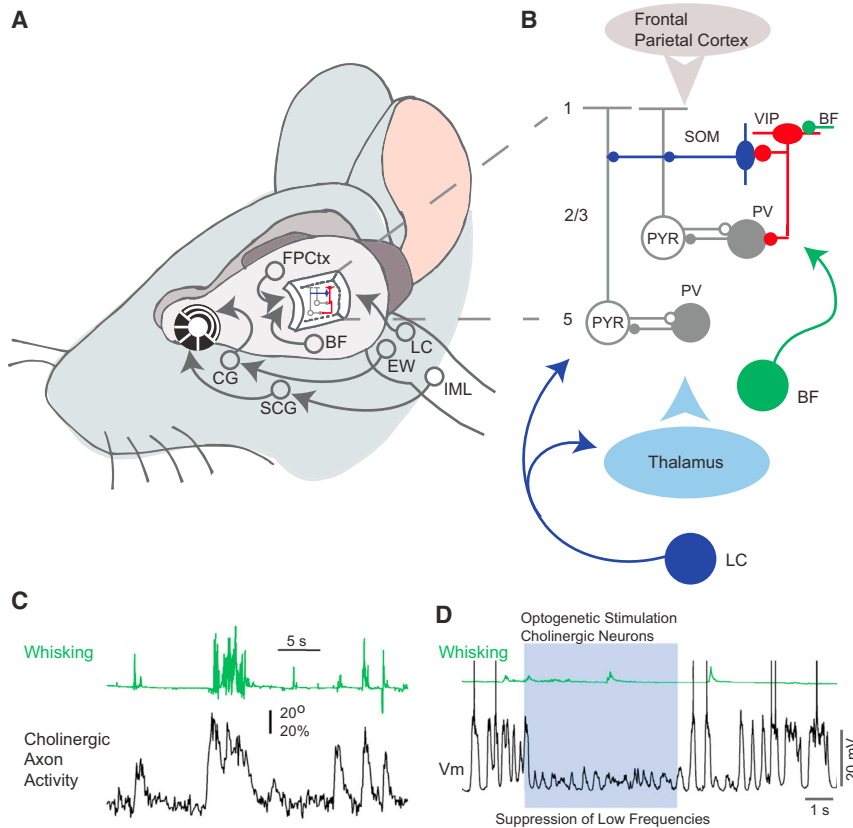 A
FPCtx
BF
LC
EW
CG
IML
SCG
B
Frontal
Parietal Cortex
1
VIP
BF
SOM
2/3
PV
PYR
PV
5
PYR
BF
Thalamus
LC
C
Whisking
5 s
20o
20%
Cholinergic
Axon
Activity
D
Optogenetic Stimulation
Cholinergic Neurons
Whisking
Vm
20 mV
1 s
Suppression of Low Frequencies